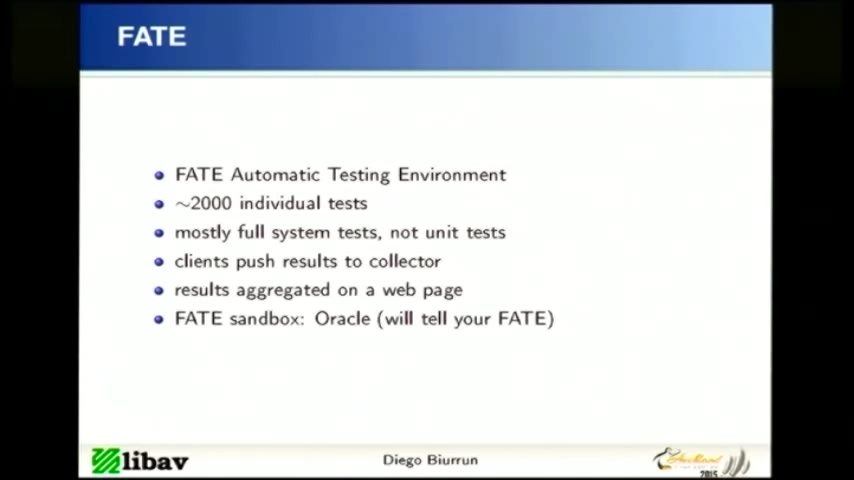 FATE
FATE Automatic Testing Environment
~2000 individual tests
mostly full system tests, not unit tests
clients push results to collector
results aggregated on a web page
FATE sandbox: Oracle (will tell your FATE)
libav
Diego Biurrun
2015